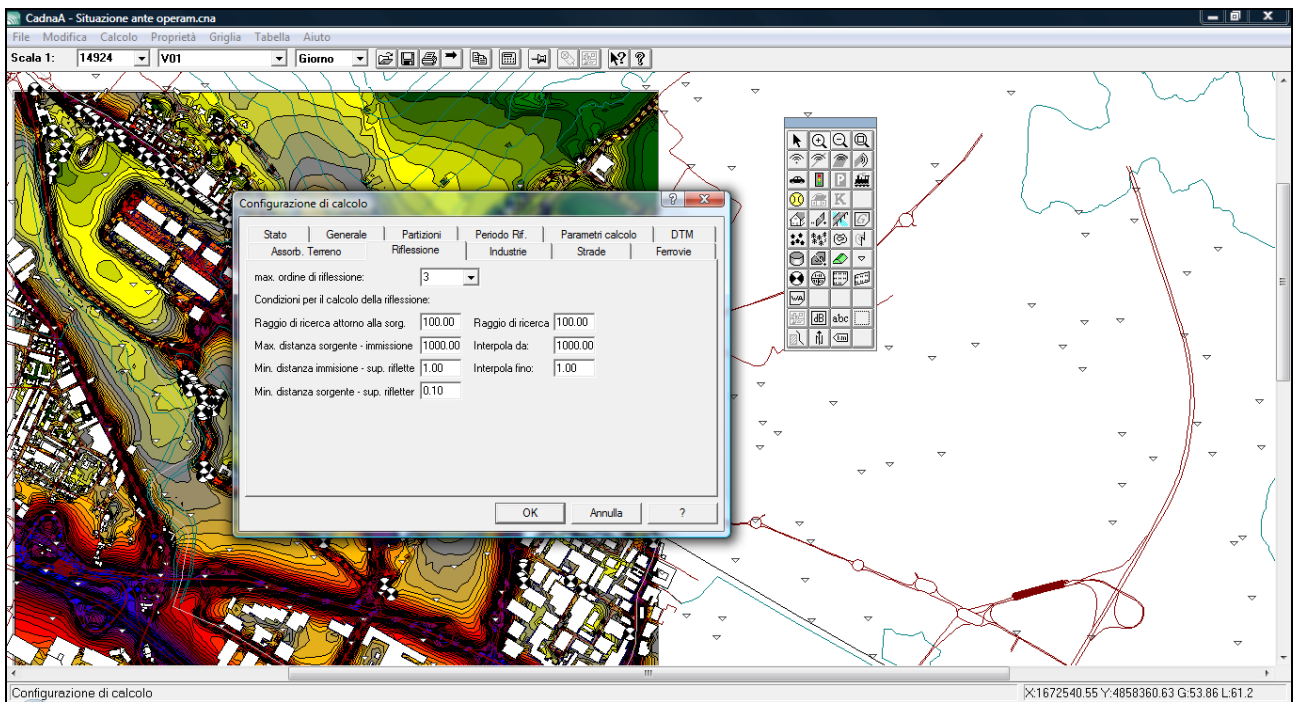 CadnaA - Situazione ante operam.cna
File Modifica Calcolo Proprietà Griglia Tabella Aiuto
Scala 1: 14924 V01 Giorno
Configurazione di calcolo
Stato Generale Partizioni Periodo Rif. Parametri calcolo DTM
Assorb. Terreno Riflessione Industrie Strade Ferrovie
max. ordine di riflessione: 3
Condizioni per il calcolo della riflessione:
Raggio di ricerca attorno alla sorg. 100.00 Raggio di ricerca 100.00
Max. distanza sorgente - immissione 1000.00 Interpola da: 1000.00
Min. distanza immisione - sup. riflette 1.00 Interpola fino: 1.00
Min. distanza sorgente - sup. rifletter 0.10
OK Annulla ?
P
K
dB abc
Configurazione di calcolo
X:1672540.55 Y:4858360.63 G:53.86 L:61.2